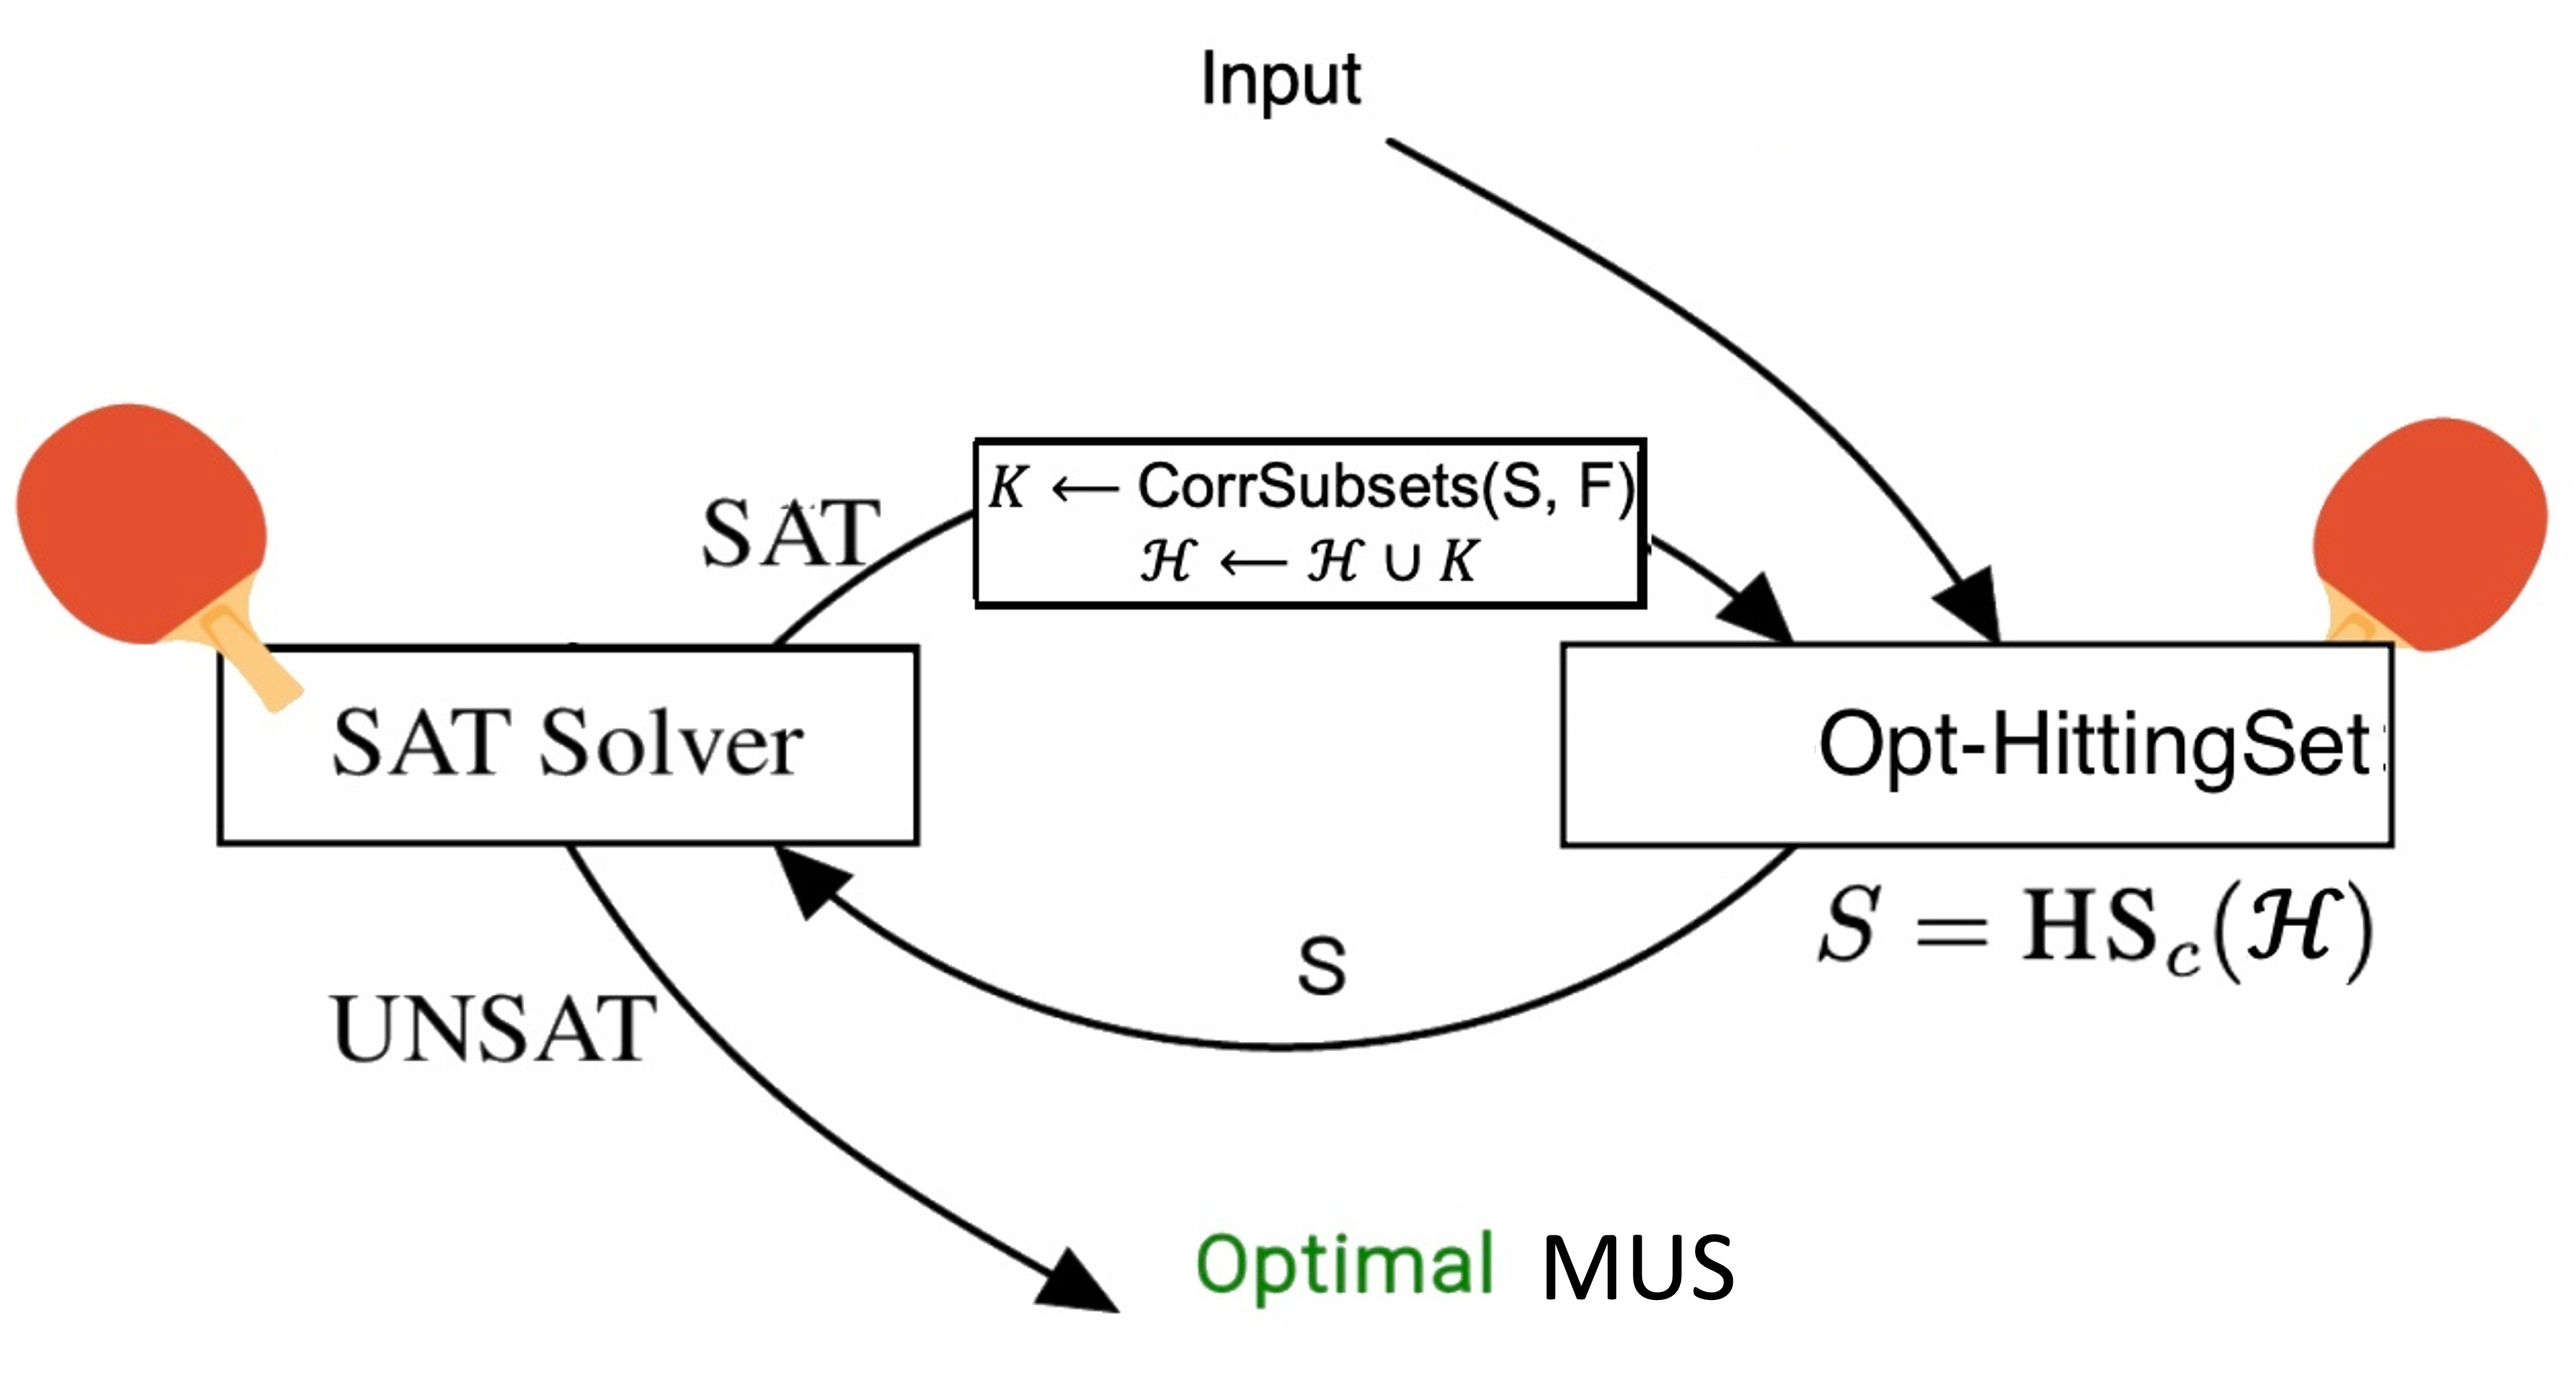 Input
SAT
K ⟵ CorrSubsets(S, F)
ℋ ⟵ ℋ ∪ K
SAT Solver
Opt-HittingSet
S = HS_c(ℋ)
S
UNSAT
Optimal MUS